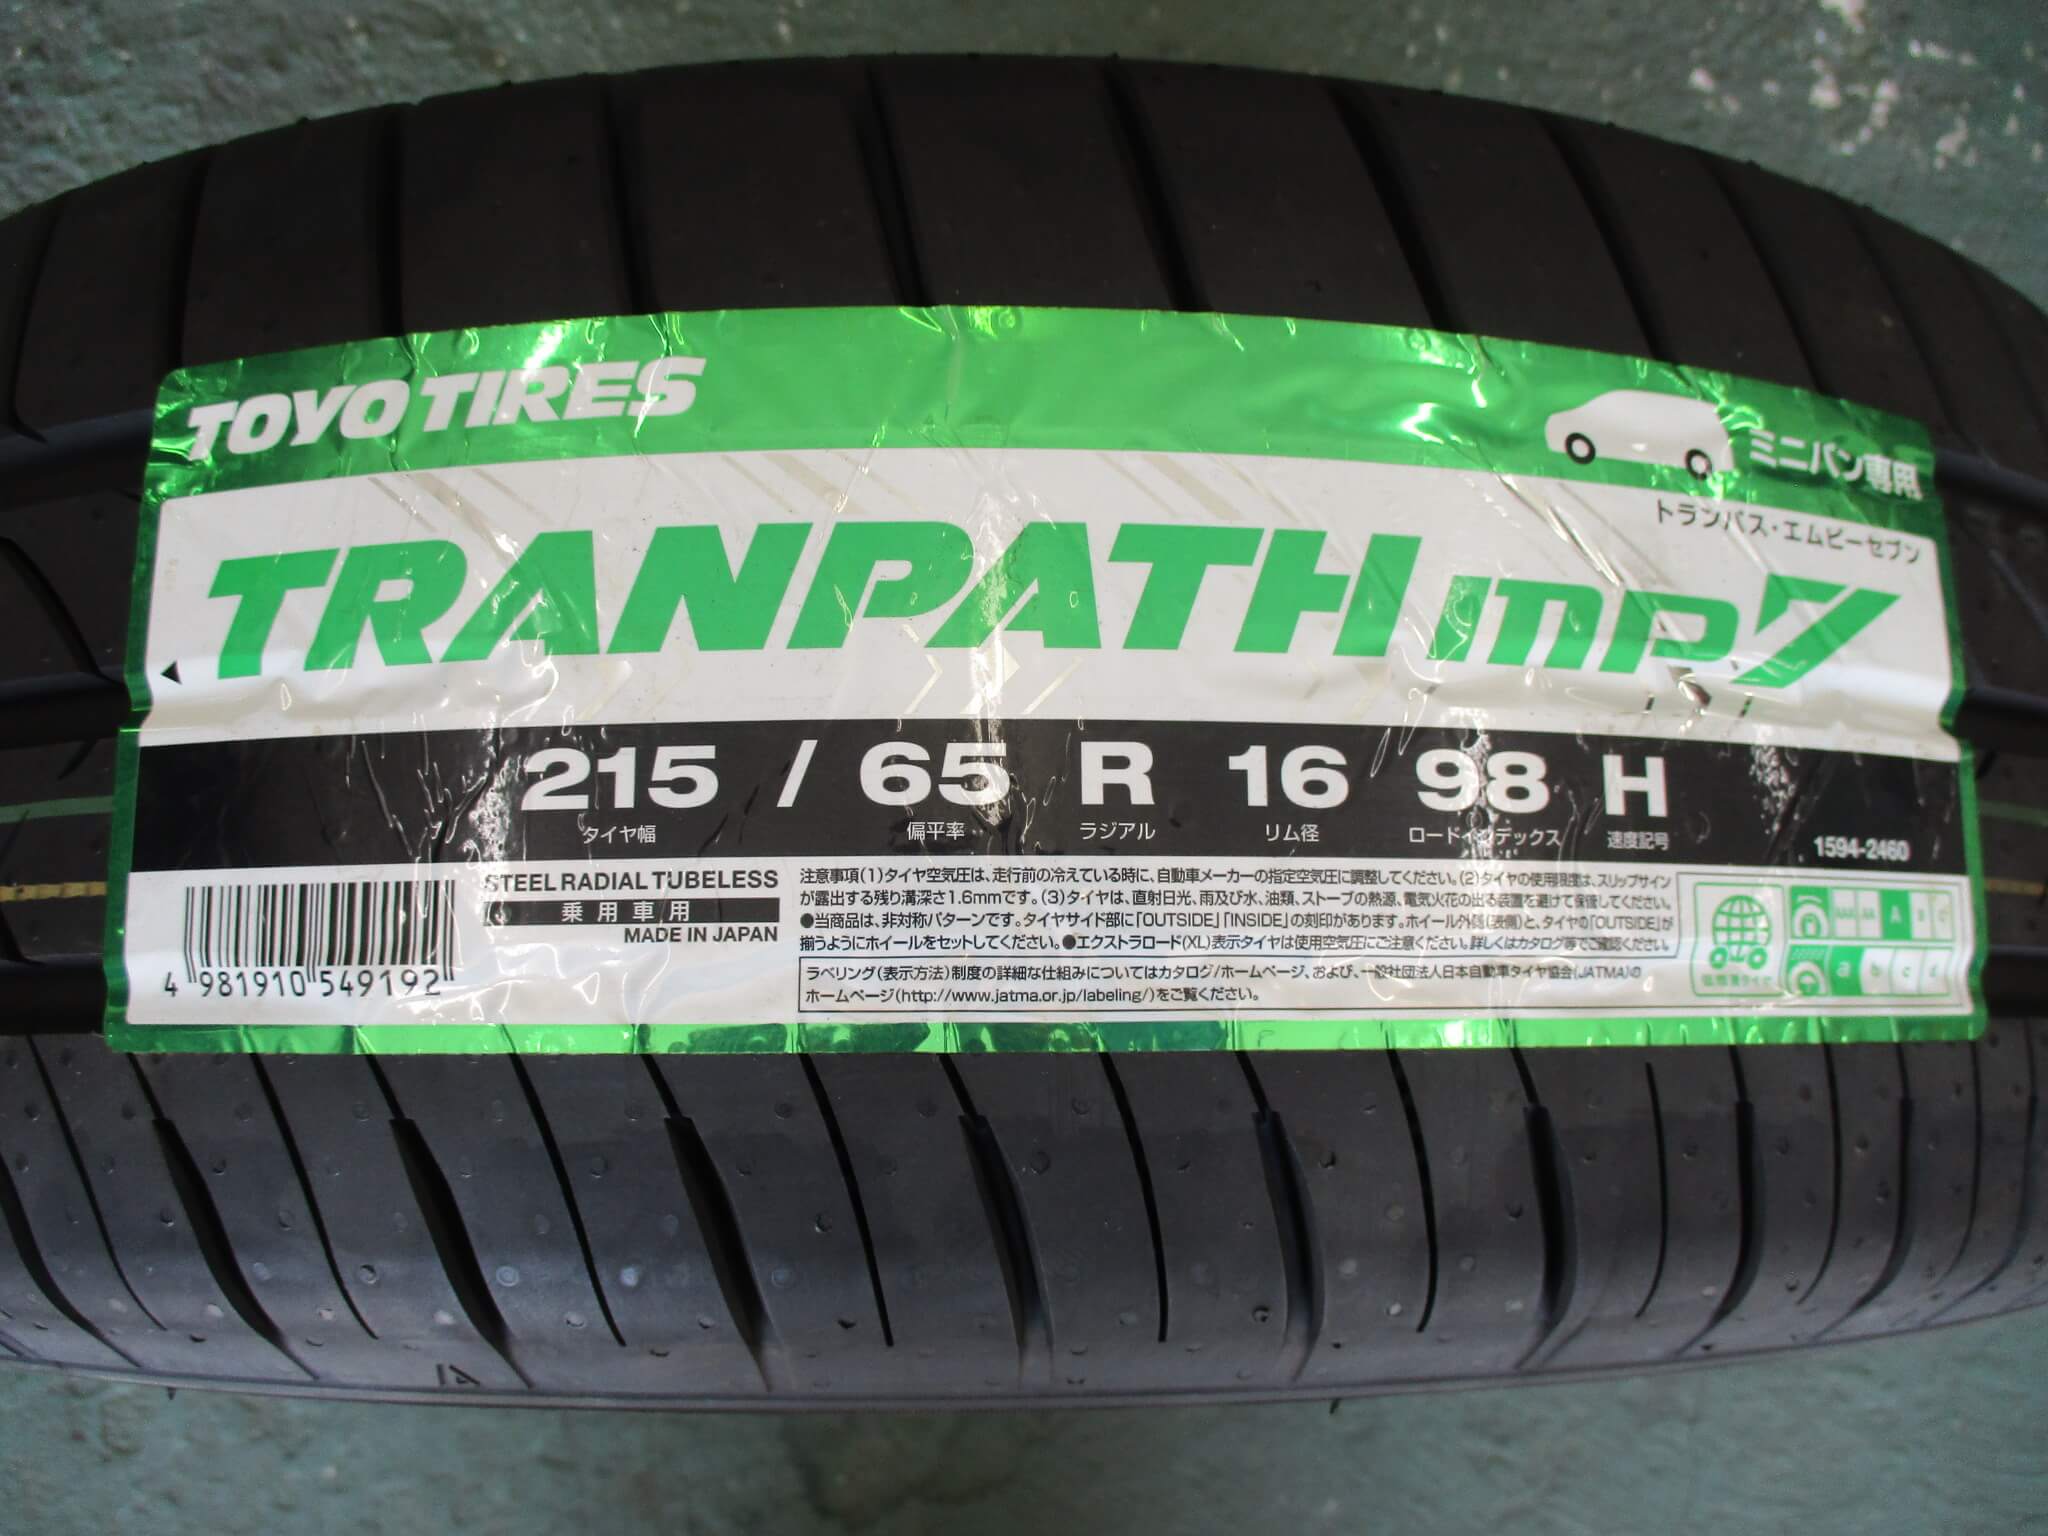 TOYO TIRES
ミニバン専用
トランパス・エムピーセブン
TRANPATH mp7
215 / 65 R 16 98 H
タイヤ幅 偏平率 ラジアル リム径 ロードインデックス 速度記号
1594-2460
STEEL RADIAL TUBELESS
乗用車用
MADE IN JAPAN
4 981910 549192
注意事項(1)タイヤ空気圧は、走行前の冷えている時に、自動車メーカーの指定空気圧に調整してください。(2)タイヤの使用限度は、スリップサイン
が露出する残り溝深さ1.6mmです。(3)タイヤは、直射日光、雨及び水、油類、ストーブの熱源、電気火花の出る装置を避けて保管してください。
●当商品は、非対称パターンです。タイヤサイド部に「OUTSIDE」「INSIDE」の刻印があります。ホイール外側(表側)と、タイヤの「OUTSIDE」が
揃うようにホイールをセットしてください。●エクストラロード(XL)表示タイヤは使用空気圧にご注意ください。詳しくはカタログ等でご確認ください。
ラベリング(表示方法)制度の詳細な仕組みについてはカタログ/ホームページ、および、一般社団法人日本自動車タイヤ協会(JATMA)の
ホームページ(http://www.jatma.or.jp/labeling/)をご覧ください。
AAA AA A B C
a b c d
低燃費タイヤ